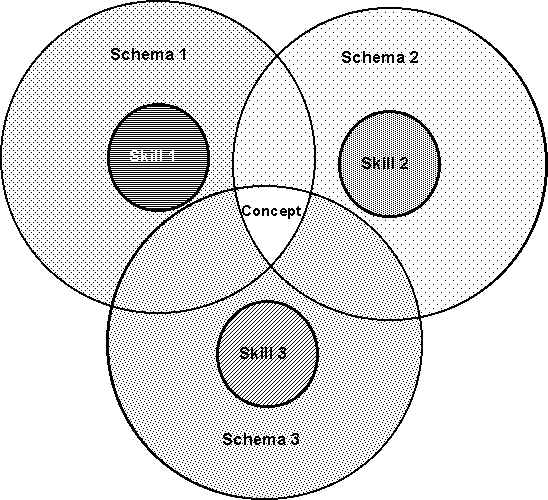 Schema 1
Schema 2
Skill 1
Skill 2
Concept
Skill 3
Schema 3